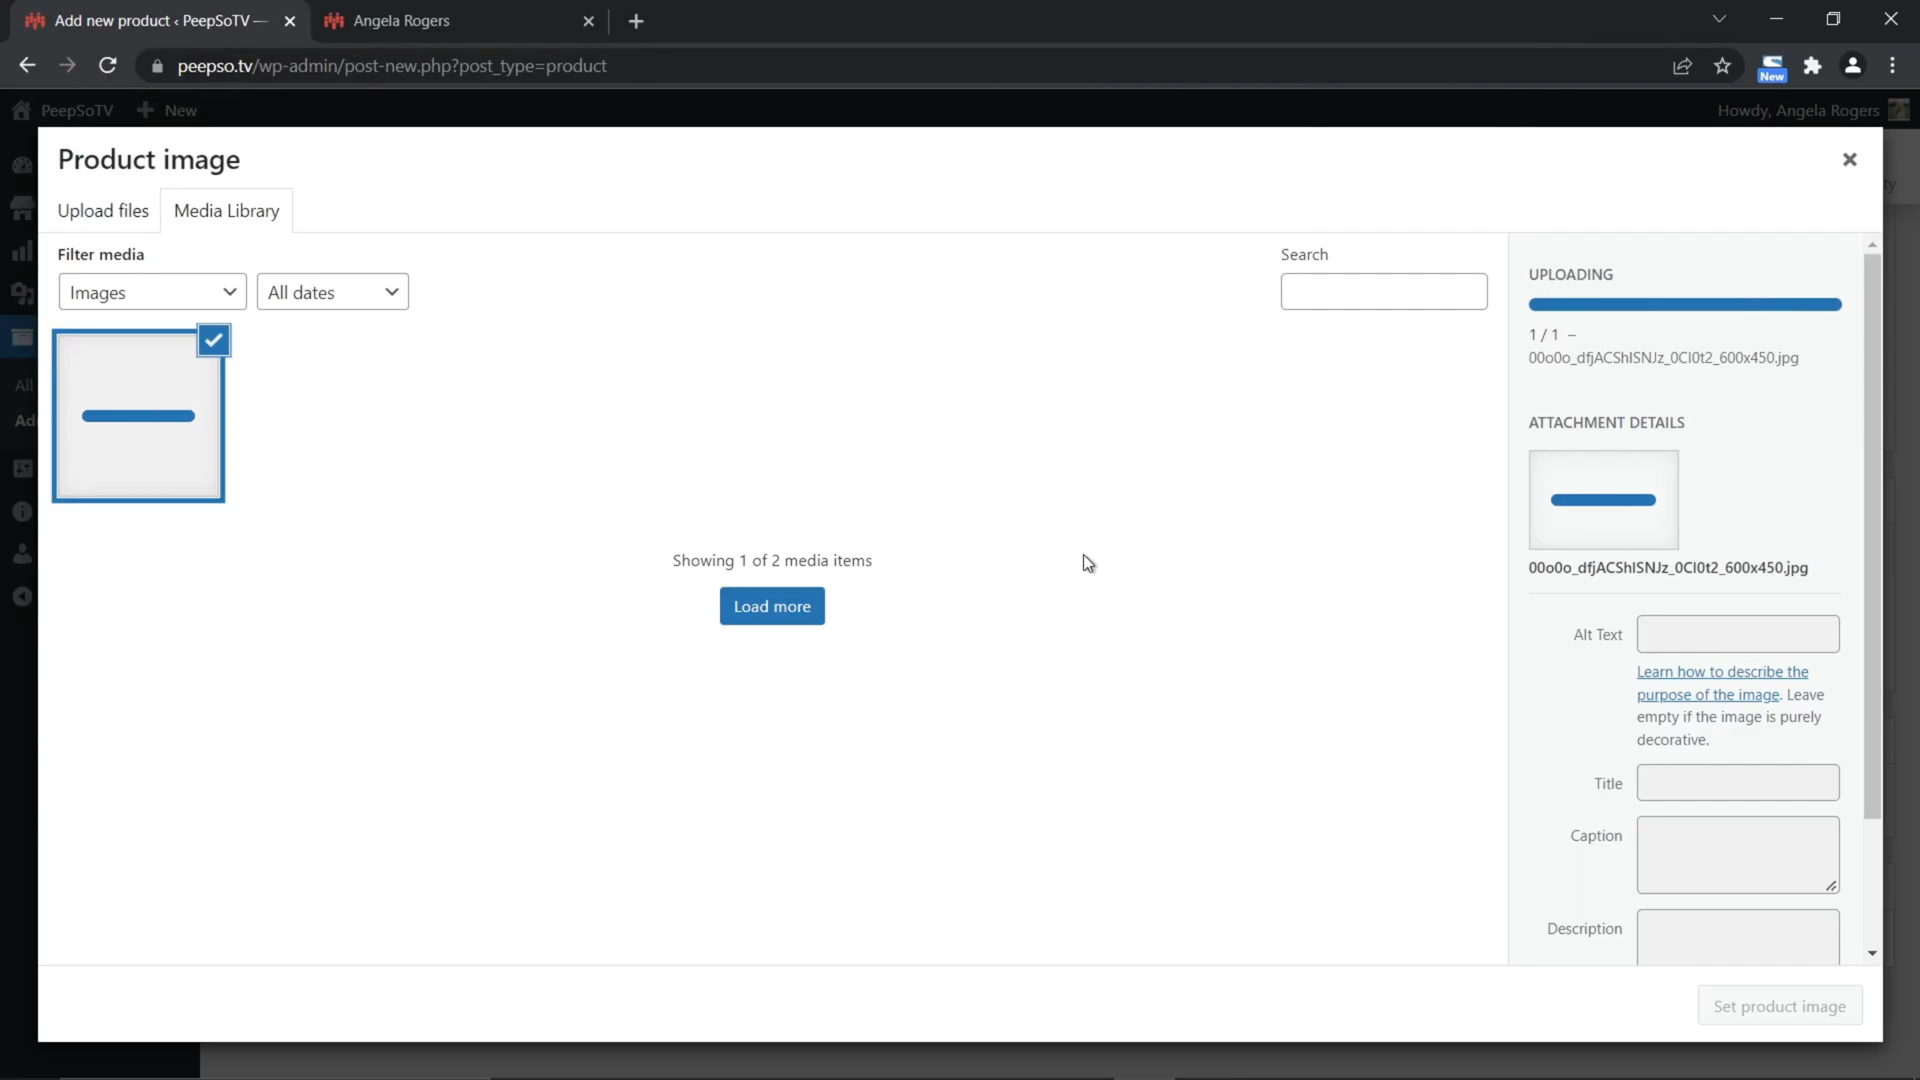 Add new product ‹ PeepSoTV —
Angela Rogers
peepso.tv/wp-admin/post-new.php?post_type=product
New
PeepSoTV
New
Howdy, Angela Rogers
Product image
Upload files
Media Library
Filter media
Search
Images
All dates
UPLOADING
1 / 1 –
00o0o_dfjACShISNJz_0CI0t2_600x450.jpg
All
Ad
ATTACHMENT DETAILS
Showing 1 of 2 media items
00o0o_dfjACShISNJz_0CI0t2_600x450.jpg
Load more
Alt Text
Learn how to describe the
purpose of the image. Leave
empty if the image is purely
decorative.
Title
Caption
Description
Set product image